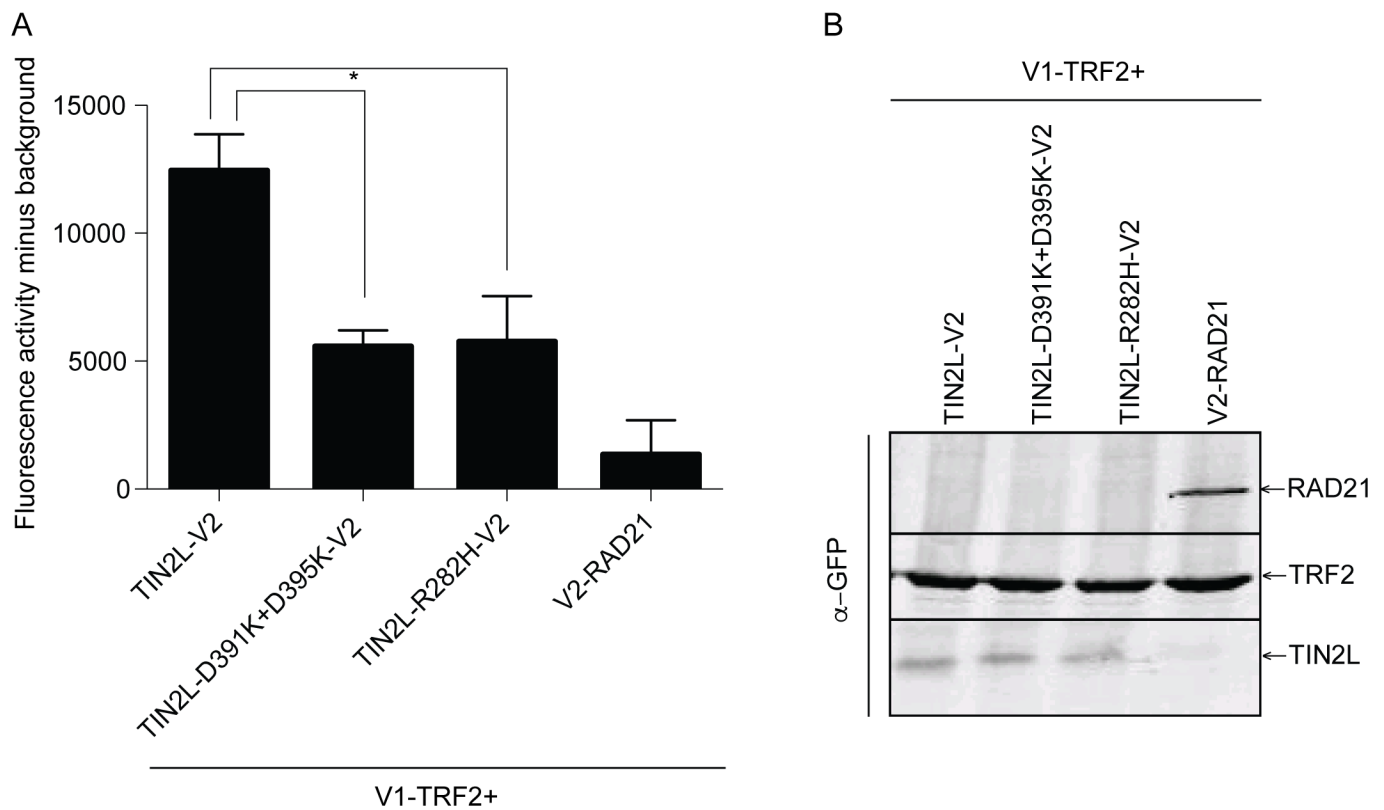 A
Fluorescence activity minus background
*
15000
10000
5000
0
TIN2L-V2
TIN2L-D391K+D395K-V2
TIN2L-R282H-V2
V2-RAD21
V1-TRF2+
B
V1-TRF2+
TIN2L-V2
TIN2L-D391K+D395K-V2
TIN2L-R282H-V2
V2-RAD21
α–GFP
RAD21
TRF2
TIN2L